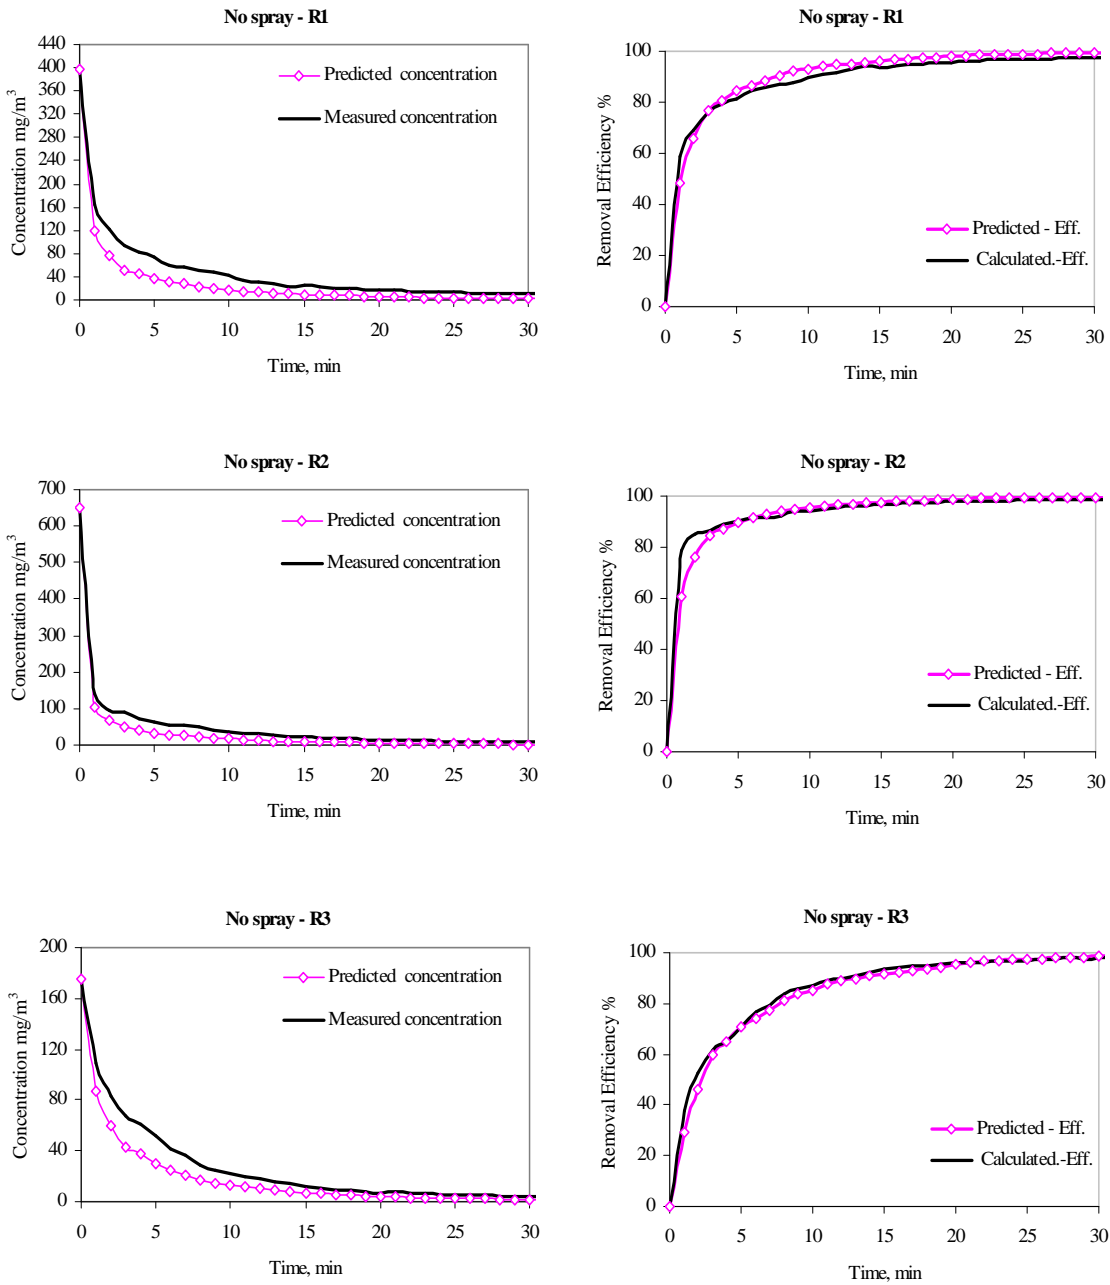 No spray - R1
Concentration mg/m³
440
400
360
320
280
240
200
160
120
80
40
0
Predicted concentration
Measured concentration
0 5 10 15 20 25 30
Time, min
No spray - R1
Removal Efficiency %
100
80
60
40
20
0
Predicted - Eff.
Calculated.-Eff.
0 5 10 15 20 25 30
Time, min
No spray - R2
Concentration mg/m³
700
600
500
400
300
200
100
0
Predicted concentration
Measured concentration
0 5 10 15 20 25 30
Time, min
No spray - R2
Removal Efficiency %
100
80
60
40
20
0
Predicted - Eff.
Calculated.-Eff.
0 5 10 15 20 25 30
Time, min
No spray - R3
Concentration mg/m³
200
160
120
80
40
0
Predicted concentration
Measured concentration
0 5 10 15 20 25 30
Time, min
No spray - R3
Removal Efficiency %
100
80
60
40
20
0
Predicted - Eff.
Calculated.-Eff.
0 5 10 15 20 25 30
Time, min